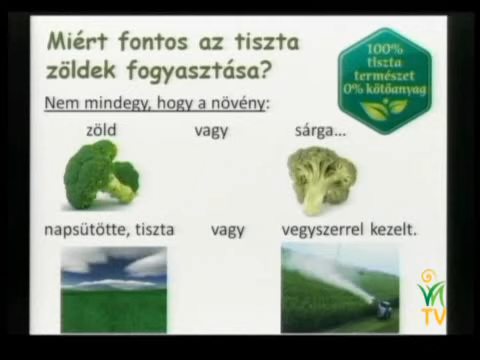 Miért fontos az tiszta
zöldek fogyasztása?
100%
tiszta
természet
0% kötőanyag
Nem mindegy, hogy a növény:
zöld vagy sárga...
napsütötte, tiszta vagy vegyszerrel kezelt.
TV